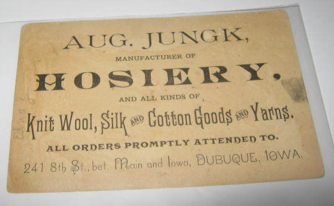 AUG. JUNGK,
MANUFACTURER OF
HOSIERY,
AND ALL KINDS OF
Knit Wool, Silk AND Cotton Goods AND Yarns.
ALL ORDERS PROMPTLY ATTENDED TO.
241 8th St., bet. Main and Iowa, DUBUQUE, IOWA.